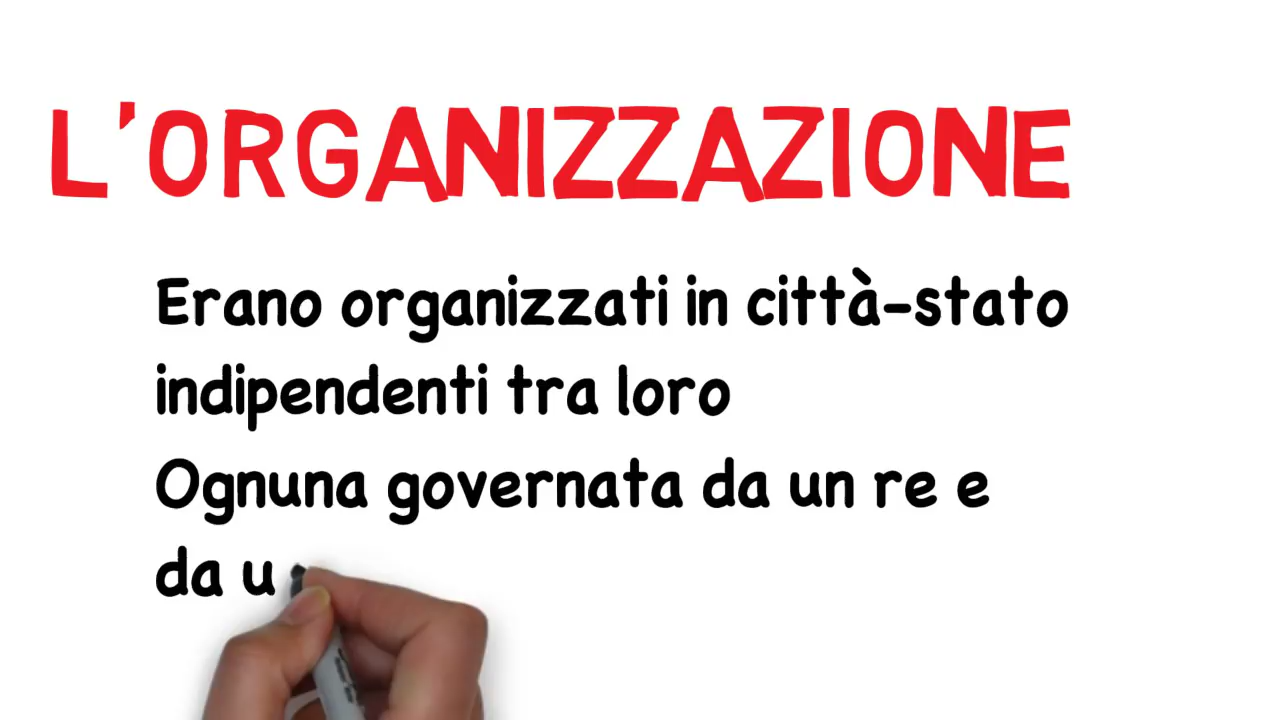 L'ORGANIZZAZIONE
Erano organizzati in città-stato
indipendenti tra loro
Ognuna governata da un re e
da u